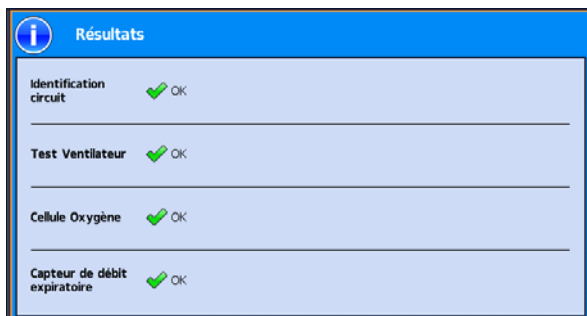 Résultats
Identification
circuit
OK
Test Ventilateur
OK
Cellule Oxygène
OK
Capteur de débit
expiratoire
OK